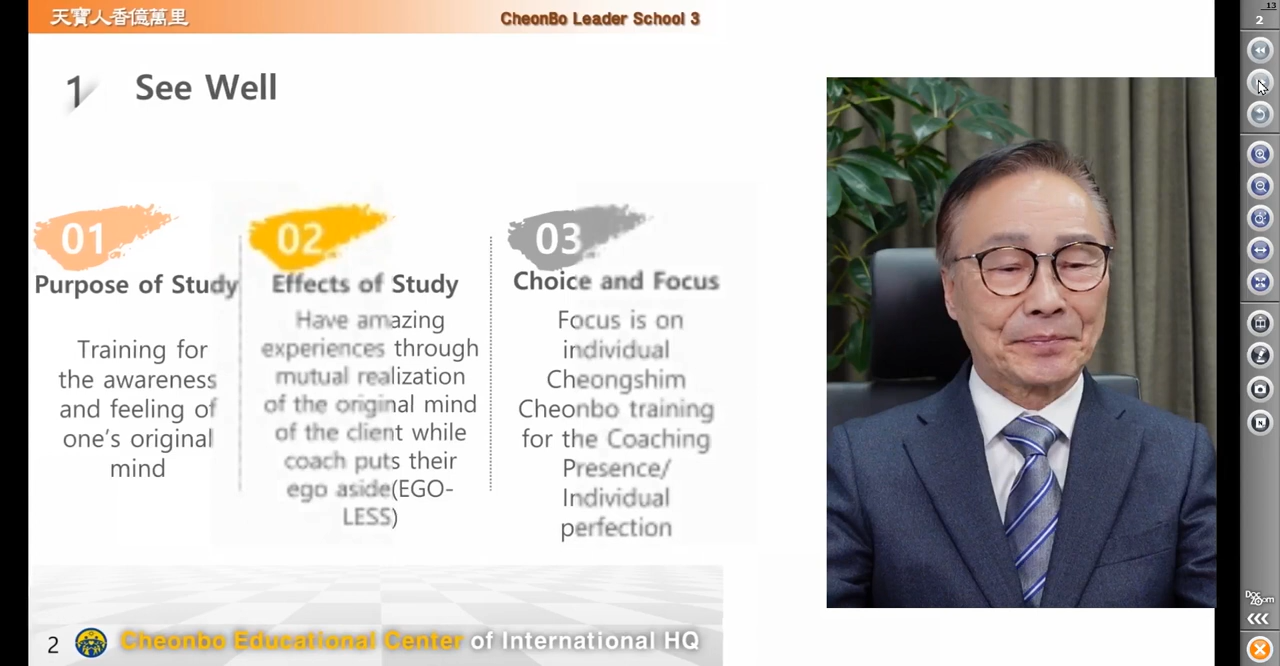 天寶人香億萬里
CheonBo Leader School 3
1
See Well
01
Purpose of Study
Training for
the awareness
and feeling of
one's original
mind
02
Effects of Study
Have amazing
experiences through
mutual realization
of the original mind
of the client while
coach puts their
ego aside(EGO-
LESS)
03
Choice and Focus
Focus is on
individual
Cheongshim
Cheonbo training
for the Coaching
Presence/
Individual
perfection
2
Cheonbo Educational Center of International HQ
13
2
Doc
Zoom